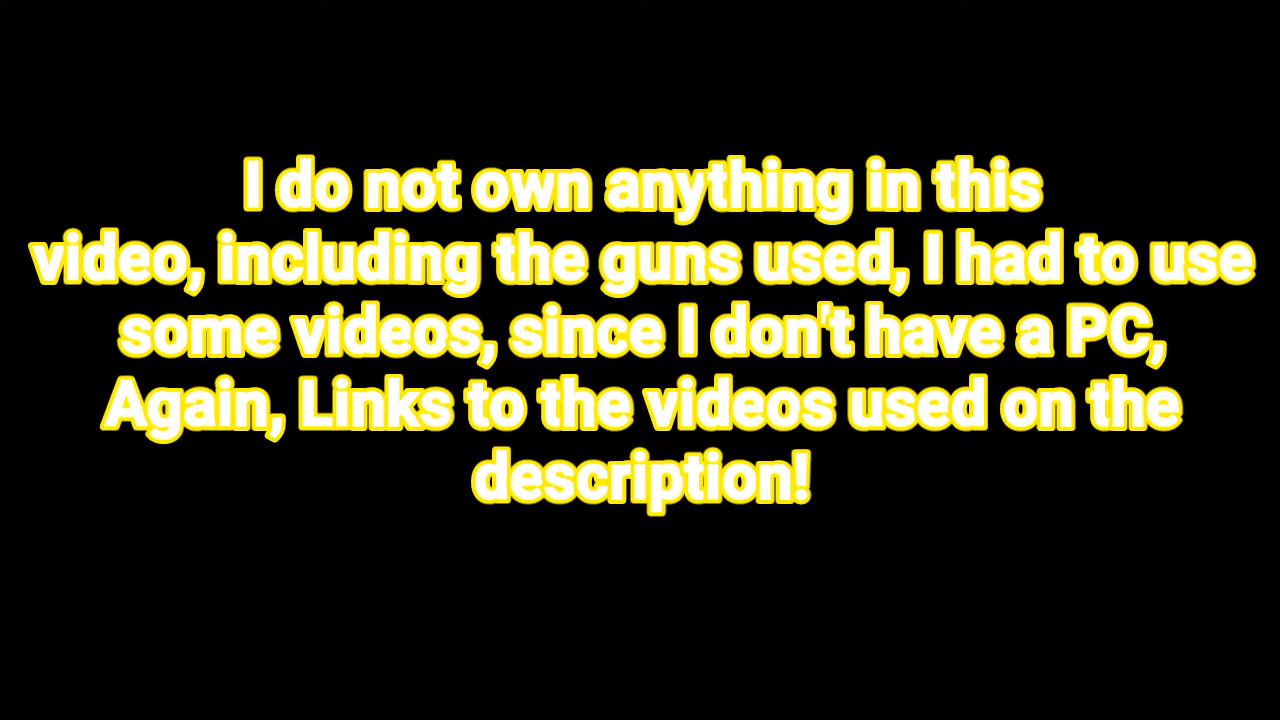 I do not own anything in this
video, including the guns used, I had to use
some videos, since I don't have a PC,
Again, Links to the videos used on the
description!